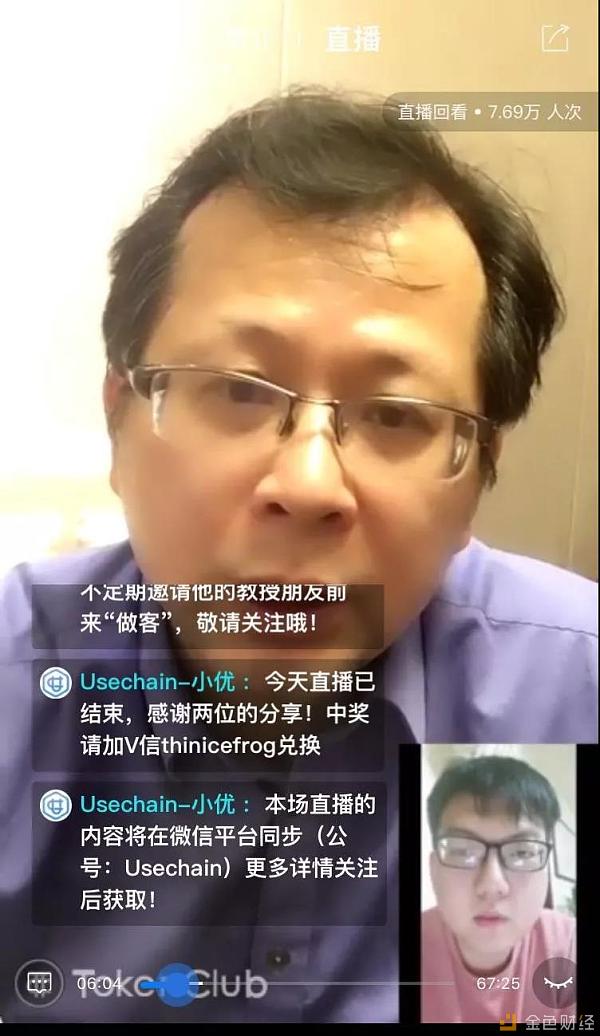 直播
直播回看 • 7.69万 人次
不定期邀请他的教授朋友前
来“做客”，敬请关注哦！
Usechain-小优 ：今天直播已
结束，感谢两位的分享！中奖
请加V信thinicefrog兑换
Usechain-小优 ：本场直播的
内容将在微信平台同步（公
号：Usechain）更多详情关注
后获取！
06:04
Club
67:25
金色财经